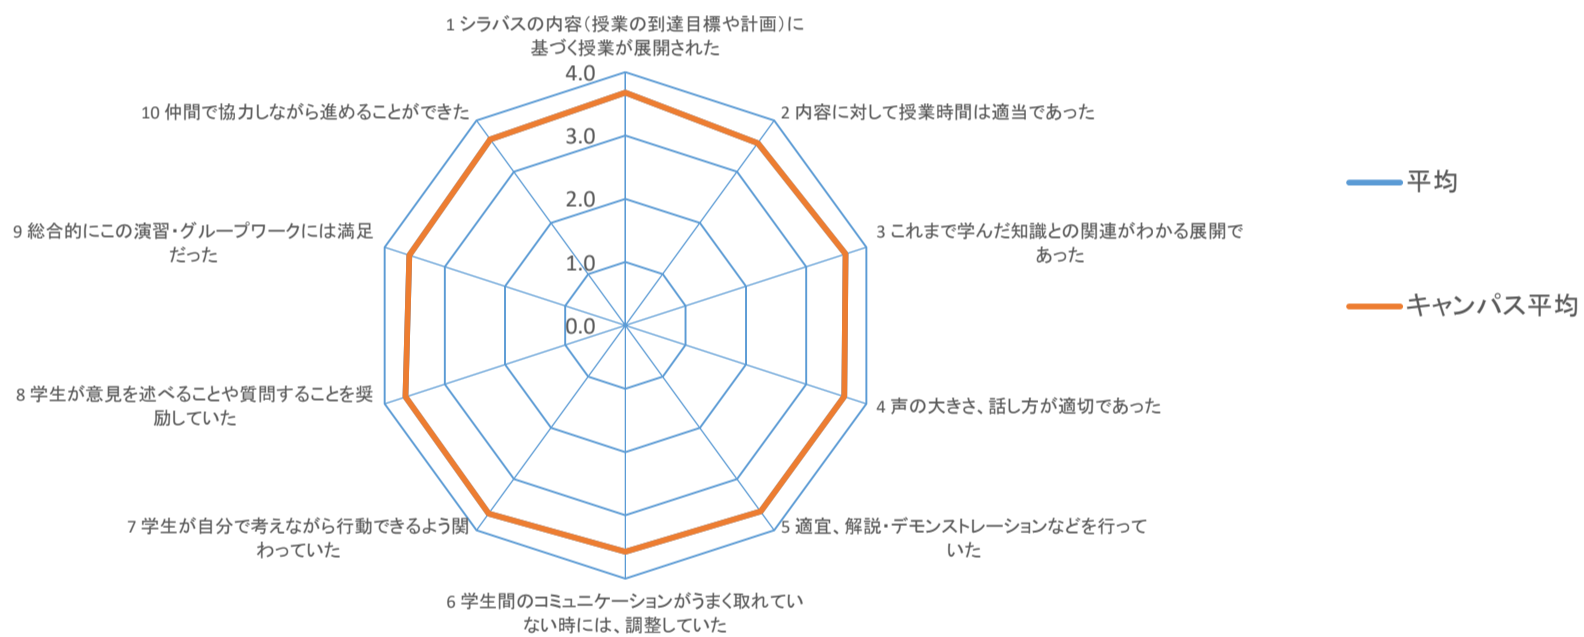 1 シラバスの内容（授業の到達目標や計画）に
基づく授業が展開された
4.0
10 仲間で協力しながら進めることができた
2 内容に対して授業時間は適当であった
3.0
平均
2.0
9 総合的にこの演習・グループワークには満足
だった
3 これまで学んだ知識との関連がわかる展開で
あった
1.0
キャンパス平均
0.0
8 学生が意見を述べることや質問することを奨
励していた
4 声の大きさ、話し方が適切であった
7 学生が自分で考えながら行動できるよう関
わっていた
5 適宜、解説・デモンストレーションなどを行って
いた
6 学生間のコミュニケーションがうまく取れてい
ない時には、調整していた